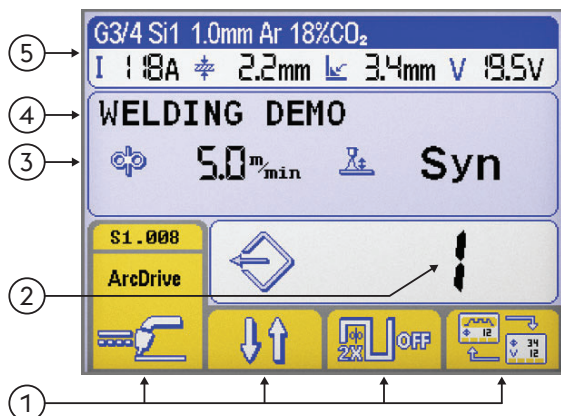 G3/4 Si1 1.0mm Ar 18%CO₂
5
I 118A 2.2mm 3.4mm V 19.5V
4
WELDING DEMO
3
5.0 m/min Syn
S1.008
ArcDrive
2
1
2X OFF
12
34
V 12
1